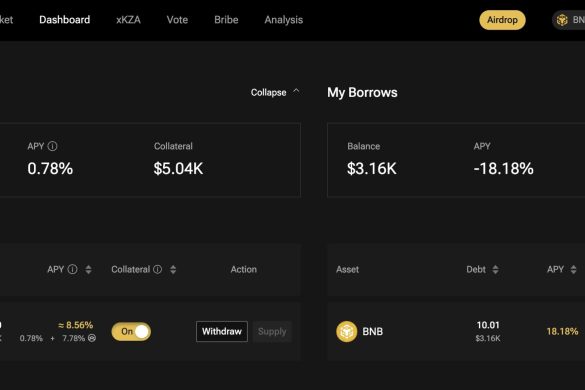 ket Dashboard xKZA Vote Bribe Analysis Airdrop BN
Collapse
My Borrows
APY Collateral
0.78% $5.04K
Balance APY
$3.16K -18.18%
APY Collateral Action
Asset Debt APY
≈ 8.56%
0.78% + 7.78%
On Withdraw Supply
BNB 10.01 18.18%
$3.16K